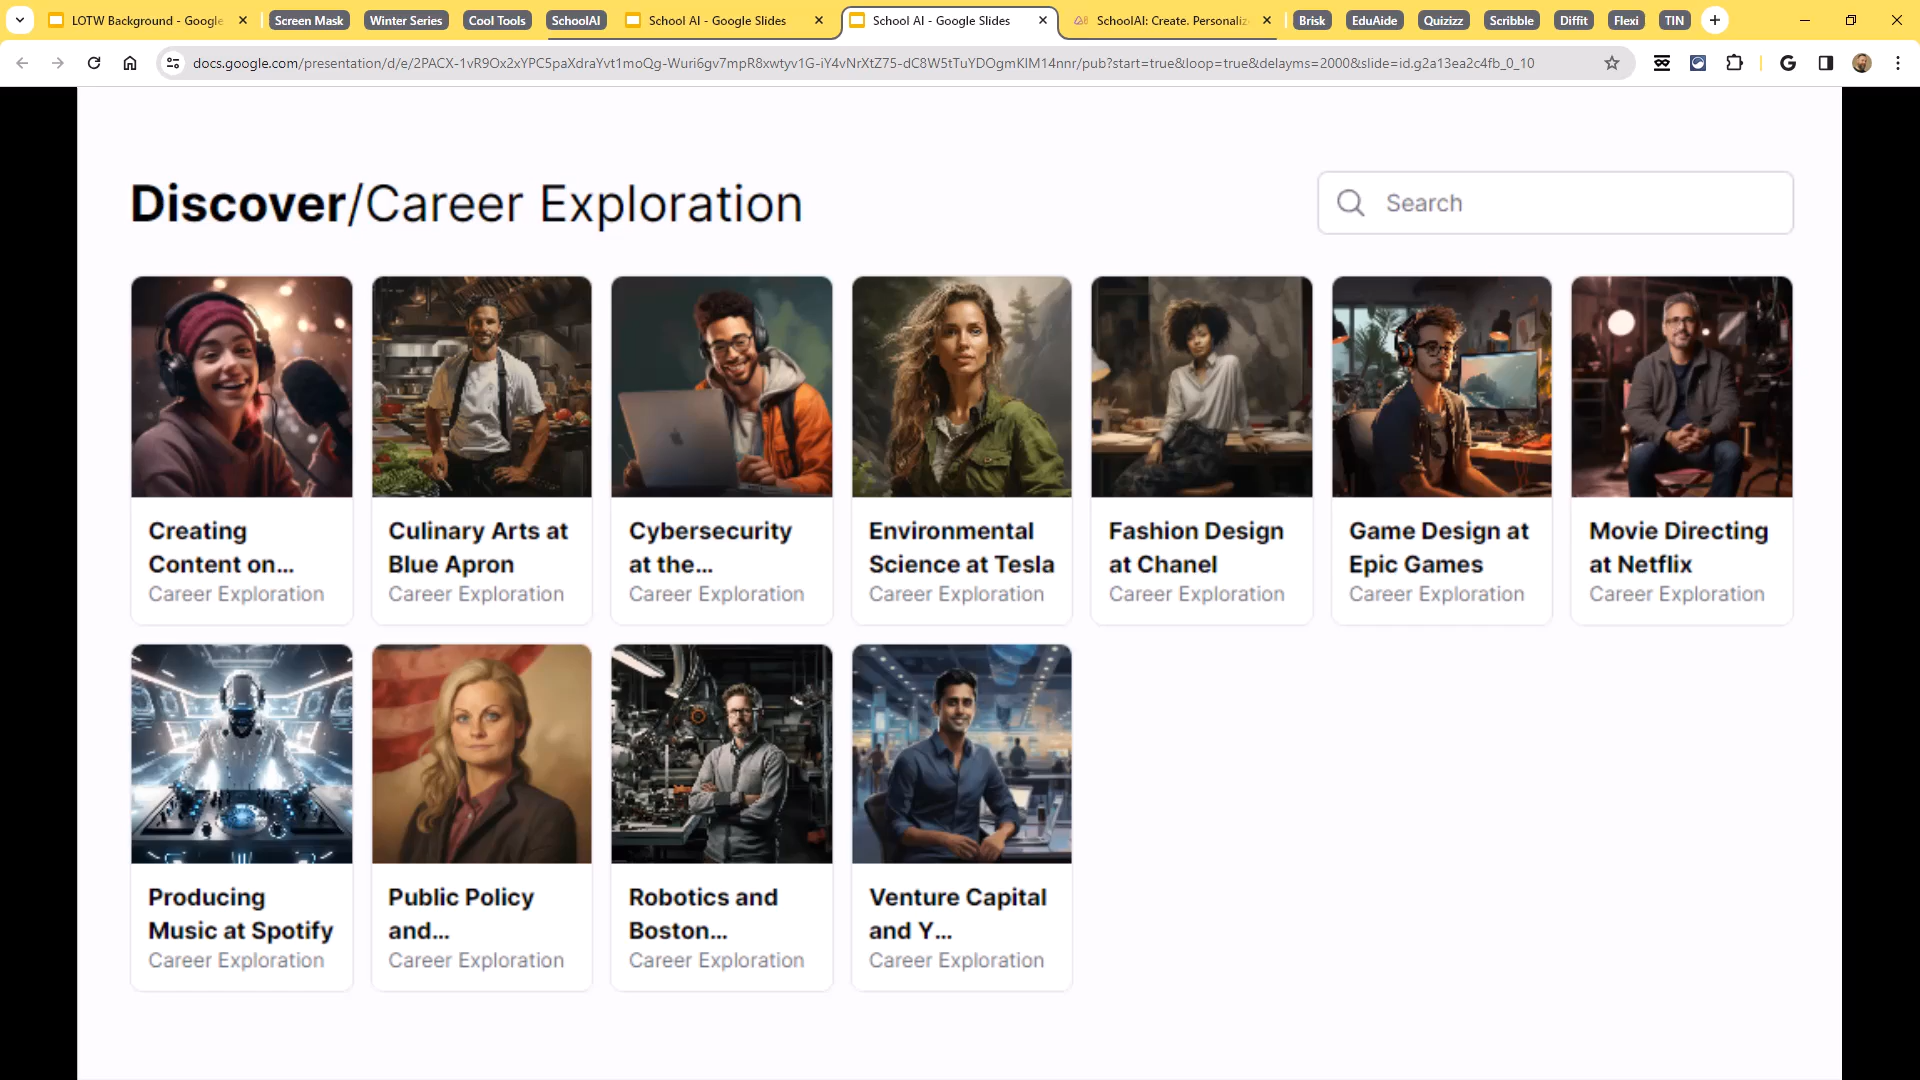 LOTW Background - Google
Screen Mask
Winter Series
Cool Tools
SchoolAI
School AI - Google Slides
School AI - Google Slides
SchoolAI: Create. Personaliz
Brisk
EduAide
Quizizz
Scribble
Diffit
Flexi
TIN
docs.google.com/presentation/d/e/2PACX-1vR9Ox2xYPC5paXdraYvt1moQg-Wuri6gv7mpR8xwtyv1G-iY4vNrXtZ75-dC8W5tTuYDOgmKIM14nnr/pub?start=true&loop=true&delayms=2000&slide=id.g2a13ea2c4fb_0_10
Discover/Career Exploration
Search
Creating
Content on...
Career Exploration
Culinary Arts at
Blue Apron
Career Exploration
Cybersecurity
at the...
Career Exploration
Environmental
Science at Tesla
Career Exploration
Fashion Design
at Chanel
Career Exploration
Game Design at
Epic Games
Career Exploration
Movie Directing
at Netflix
Career Exploration
Producing
Music at Spotify
Career Exploration
Public Policy
and...
Career Exploration
Robotics and
Boston...
Career Exploration
Venture Capital
and Y...
Career Exploration